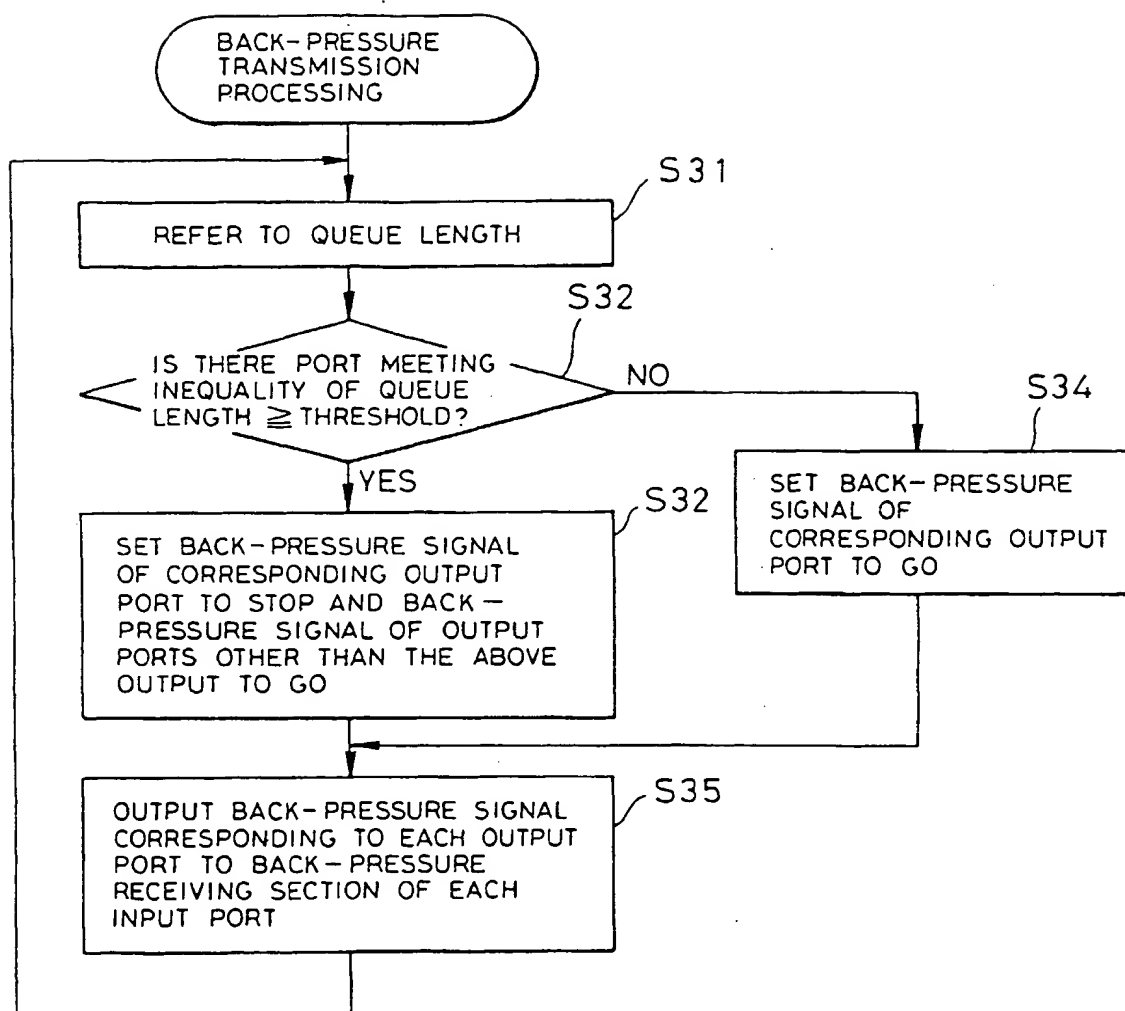 BACK-PRESSURE
TRANSMISSION
PROCESSING
S31
REFER TO QUEUE LENGTH
S32
IS THERE PORT MEETING
INEQUALITY OF QUEUE
LENGTH ≧ THRESHOLD?
NO
YES
S34
SET BACK-PRESSURE
SIGNAL OF
CORRESPONDING OUTPUT
PORT TO GO
S32
SET BACK-PRESSURE SIGNAL
OF CORRESPONDING OUTPUT
PORT TO STOP AND BACK-
PRESSURE SIGNAL OF OUTPUT
PORTS OTHER THAN THE ABOVE
OUTPUT TO GO
S35
OUTPUT BACK-PRESSURE SIGNAL
CORRESPONDING TO EACH OUTPUT
PORT TO BACK-PRESSURE
RECEIVING SECTION OF EACH
INPUT PORT